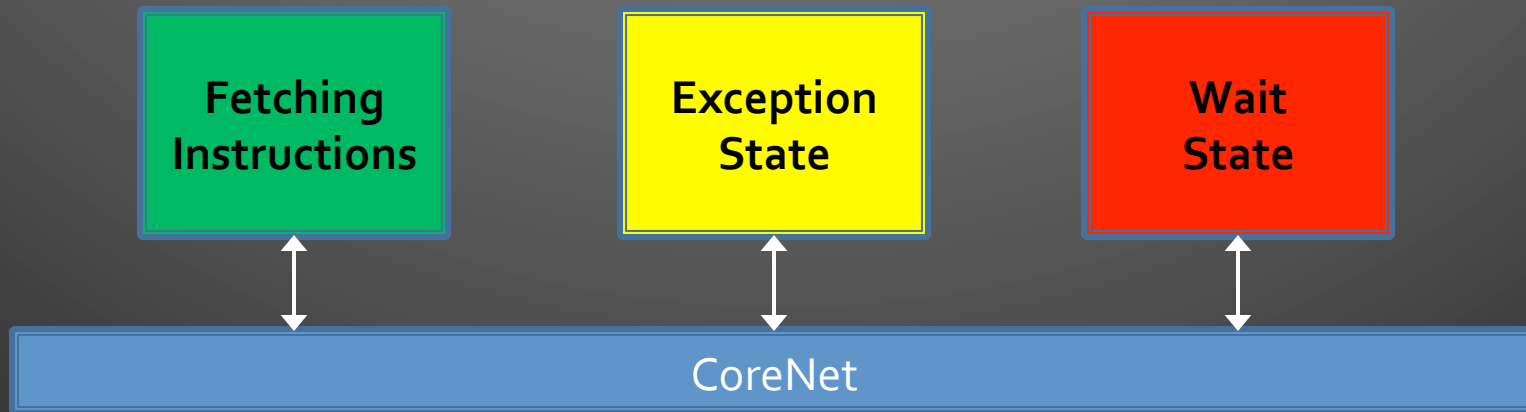 Fetching
Instructions
Exception
State
Wait
State
CoreNet